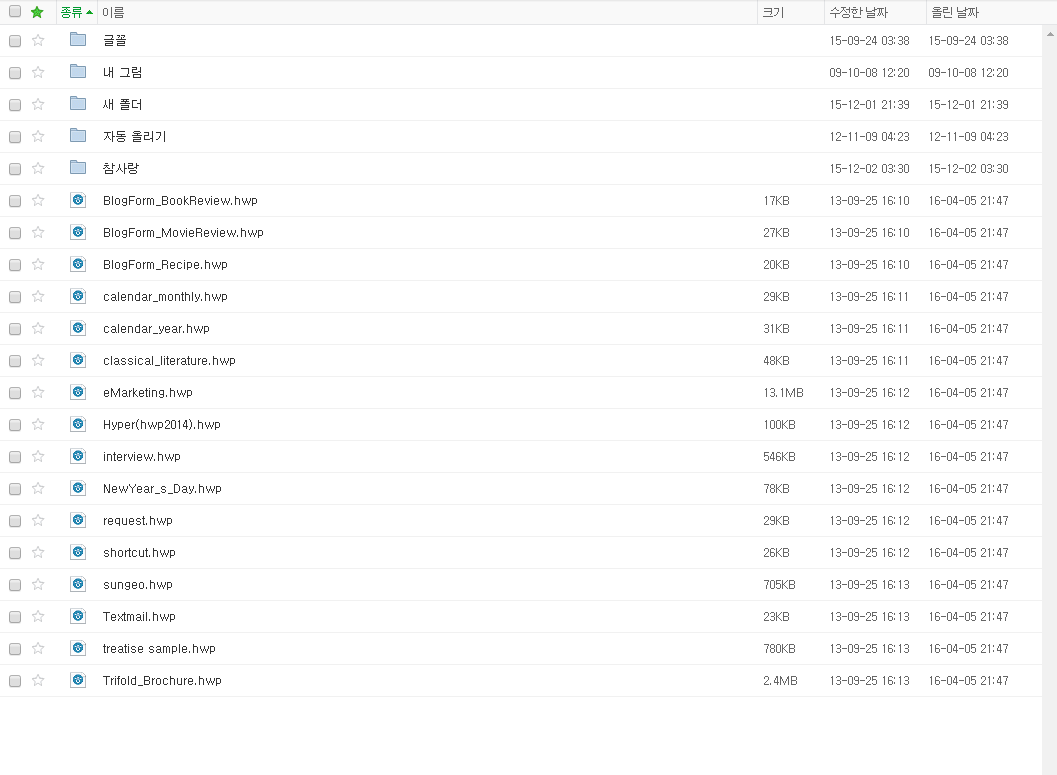 종류 이름 크기 수정한 날짜 올린 날짜
글꼴 15-09-24 03:38 15-09-24 03:38
내 그림 09-10-08 12:20 09-10-08 12:20
새 폴더 15-12-01 21:39 15-12-01 21:39
자동 올리기 12-11-09 04:23 12-11-09 04:23
참사랑 15-12-02 03:30 15-12-02 03:30
BlogForm_BookReview.hwp 17KB 13-09-25 16:10 16-04-05 21:47
BlogForm_MovieReview.hwp 27KB 13-09-25 16:10 16-04-05 21:47
BlogForm_Recipe.hwp 20KB 13-09-25 16:10 16-04-05 21:47
calendar_monthly.hwp 29KB 13-09-25 16:11 16-04-05 21:47
calendar_year.hwp 31KB 13-09-25 16:11 16-04-05 21:47
classical_literature.hwp 48KB 13-09-25 16:11 16-04-05 21:47
eMarketing.hwp 13.1MB 13-09-25 16:12 16-04-05 21:47
Hyper(hwp2014).hwp 100KB 13-09-25 16:12 16-04-05 21:47
interview.hwp 546KB 13-09-25 16:12 16-04-05 21:47
NewYear_s_Day.hwp 78KB 13-09-25 16:12 16-04-05 21:47
request.hwp 29KB 13-09-25 16:12 16-04-05 21:47
shortcut.hwp 26KB 13-09-25 16:12 16-04-05 21:47
sungeo.hwp 705KB 13-09-25 16:13 16-04-05 21:47
Textmail.hwp 23KB 13-09-25 16:13 16-04-05 21:47
treatise sample.hwp 780KB 13-09-25 16:13 16-04-05 21:47
Trifold_Brochure.hwp 2.4MB 13-09-25 16:13 16-04-05 21:47